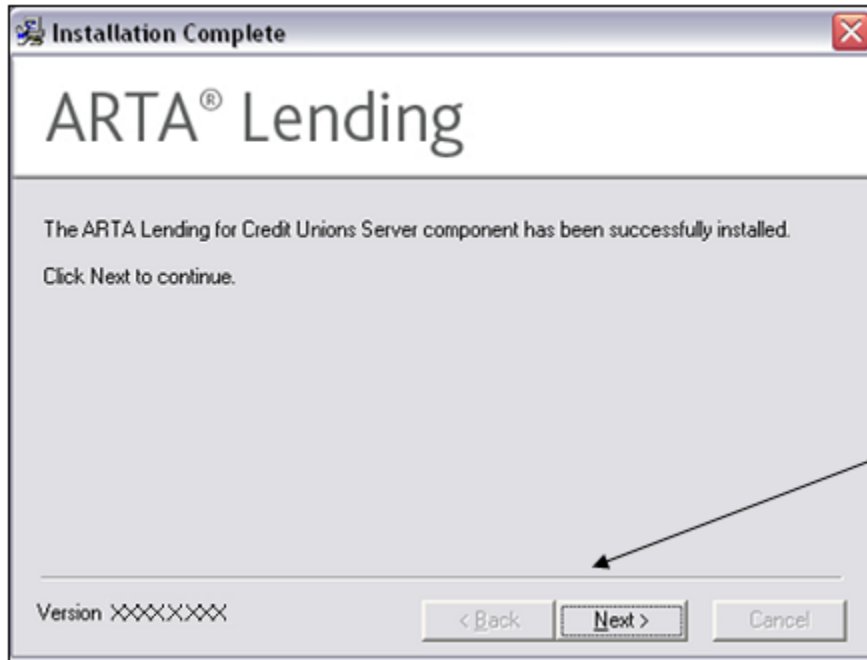 Installation Complete
ARTA® Lending
The ARTA Lending for Credit Unions Server component has been successfully installed.
Click Next to continue.
Version XXXX.X.XXX
< Back Next > Cancel